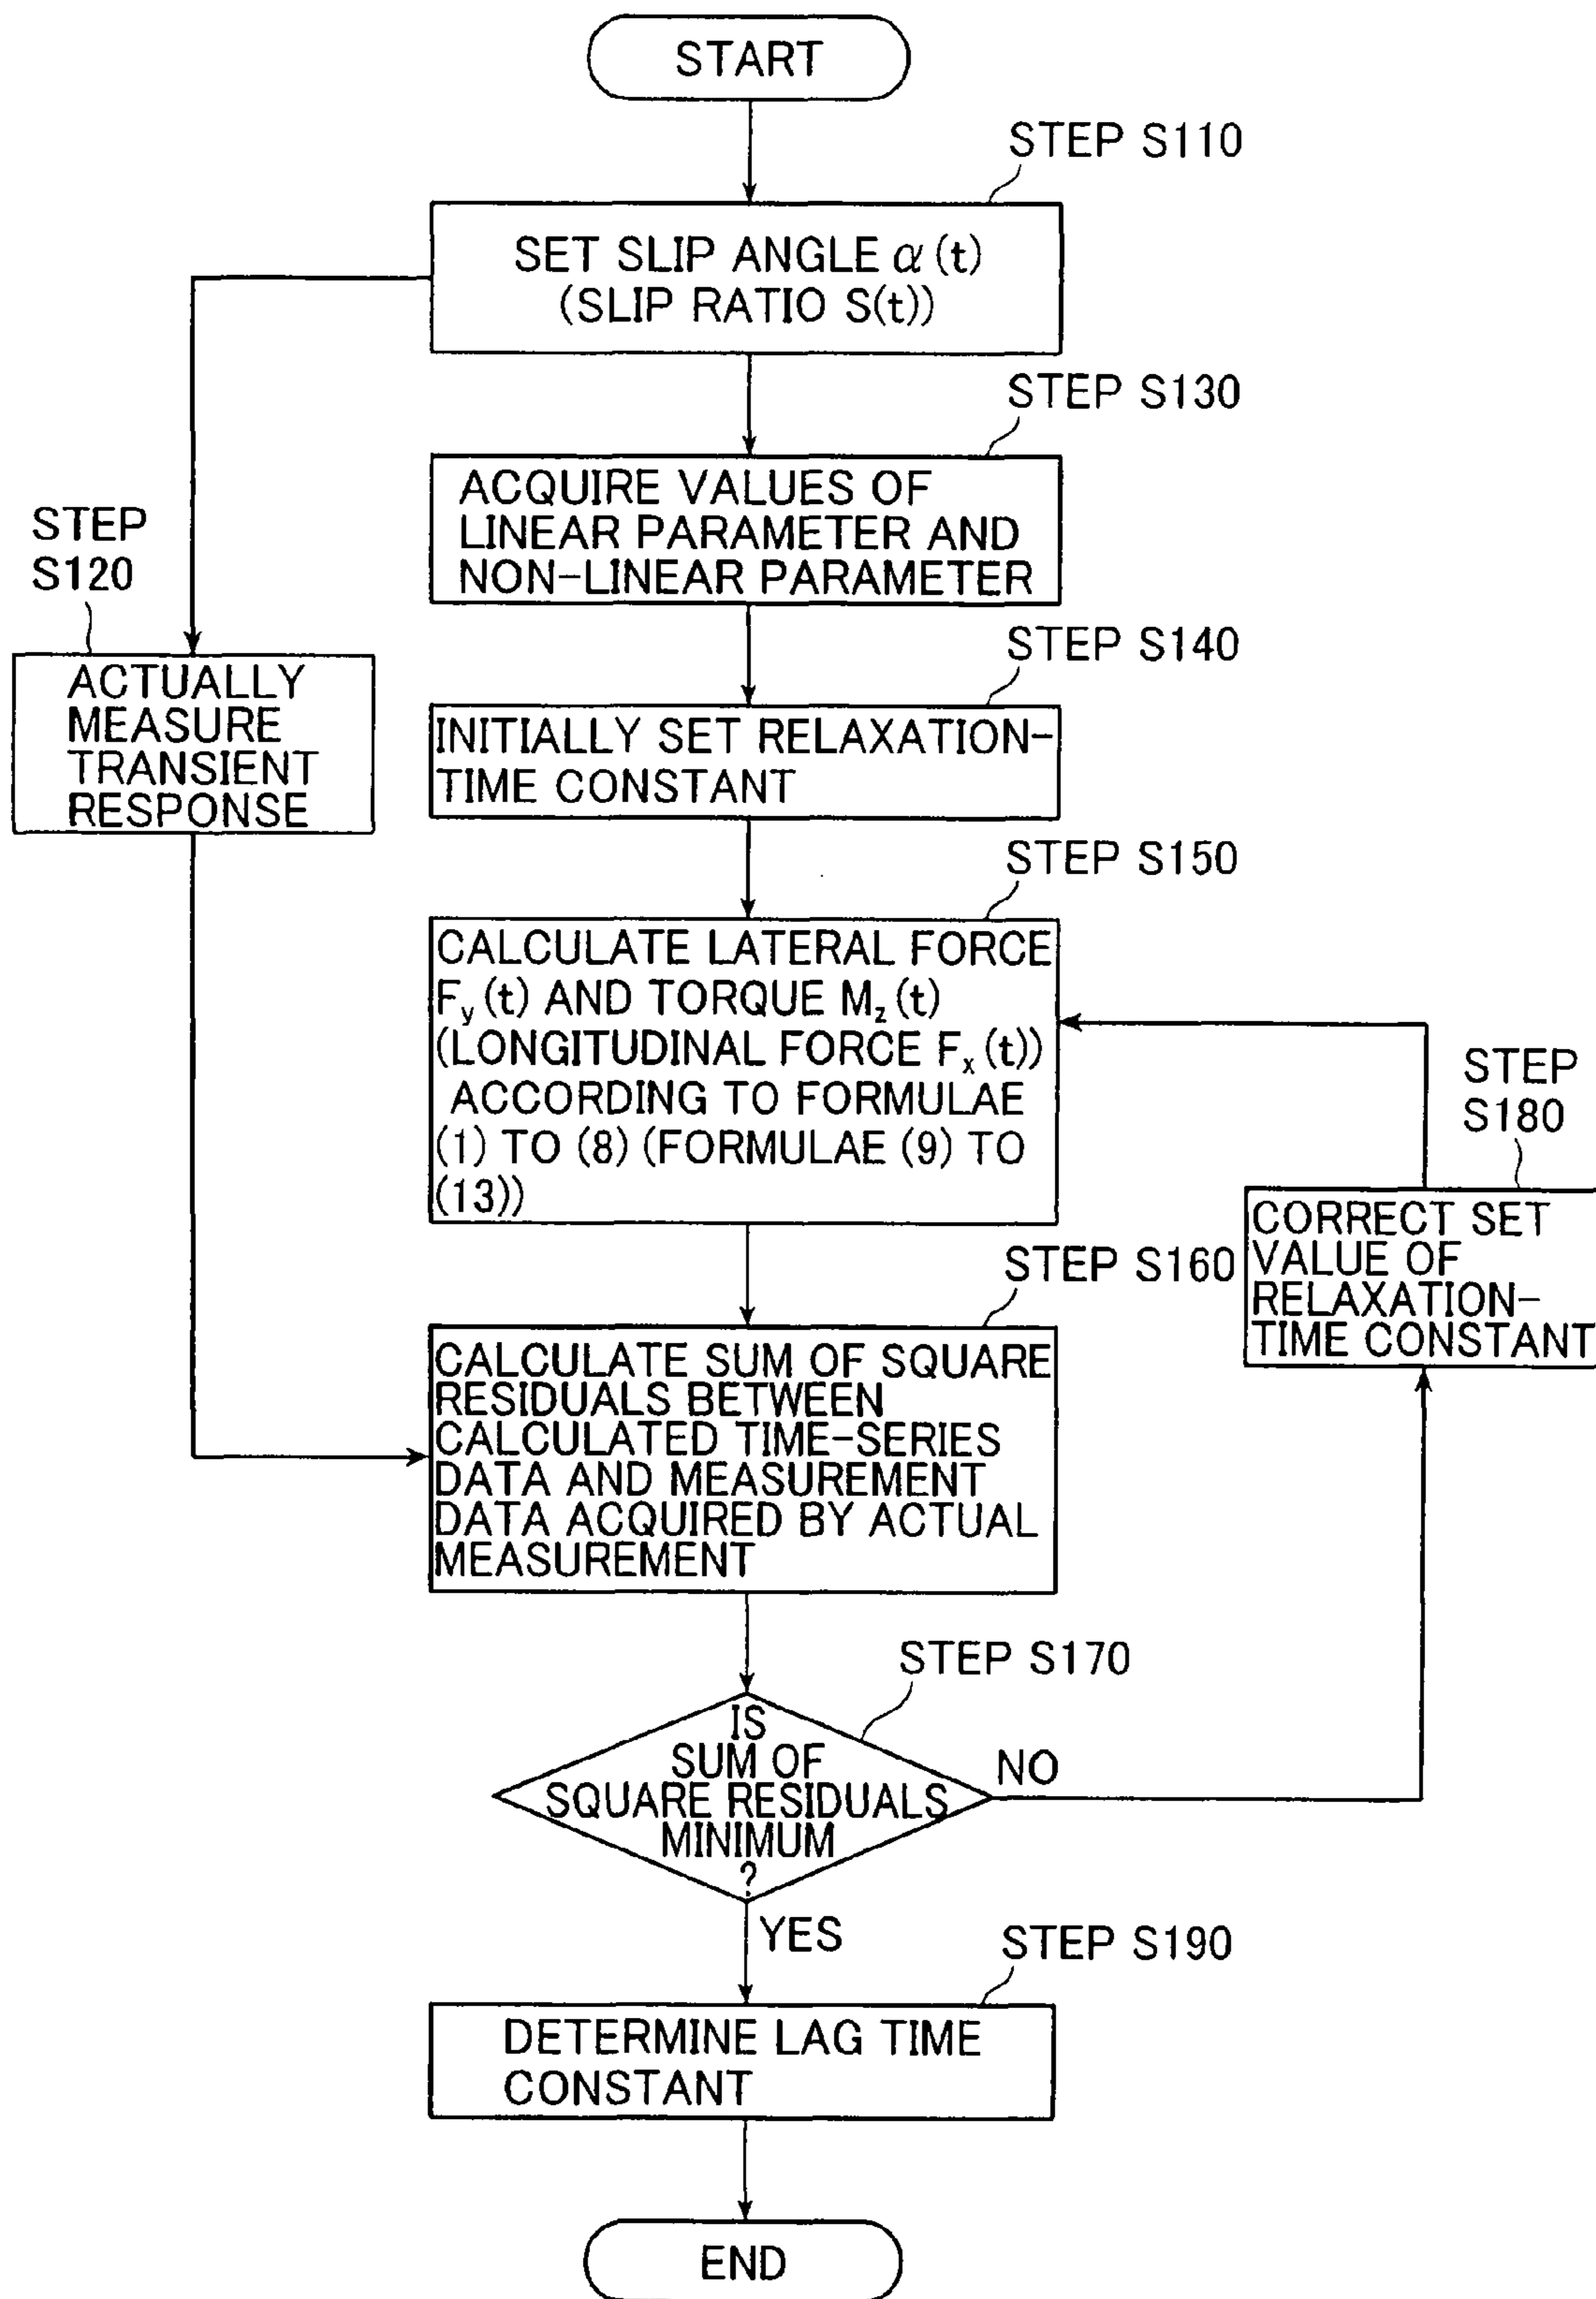 START
STEP S110
SET SLIP ANGLE α(t)
(SLIP RATIO S(t))
STEP S130
ACQUIRE VALUES OF
LINEAR PARAMETER AND
NON-LINEAR PARAMETER
STEP
S120
ACTUALLY
MEASURE
TRANSIENT
RESPONSE
STEP S140
INITIALLY SET RELAXATION-
TIME CONSTANT
STEP S150
CALCULATE LATERAL FORCE
Fy(t) AND TORQUE Mz(t)
(LONGITUDINAL FORCE Fx(t))
ACCORDING TO FORMULAE
(1) TO (8) (FORMULAE (9) TO
(13))
STEP
S180
CORRECT SET
VALUE OF
RELAXATION-
TIME CONSTANT
STEP S160
CALCULATE SUM OF SQUARE
RESIDUALS BETWEEN
CALCULATED TIME-SERIES
DATA AND MEASUREMENT
DATA ACQUIRED BY ACTUAL
MEASUREMENT
STEP S170
IS
SUM OF
SQUARE RESIDUALS
MINIMUM
?
NO
YES
STEP S190
DETERMINE LAG TIME
CONSTANT
END